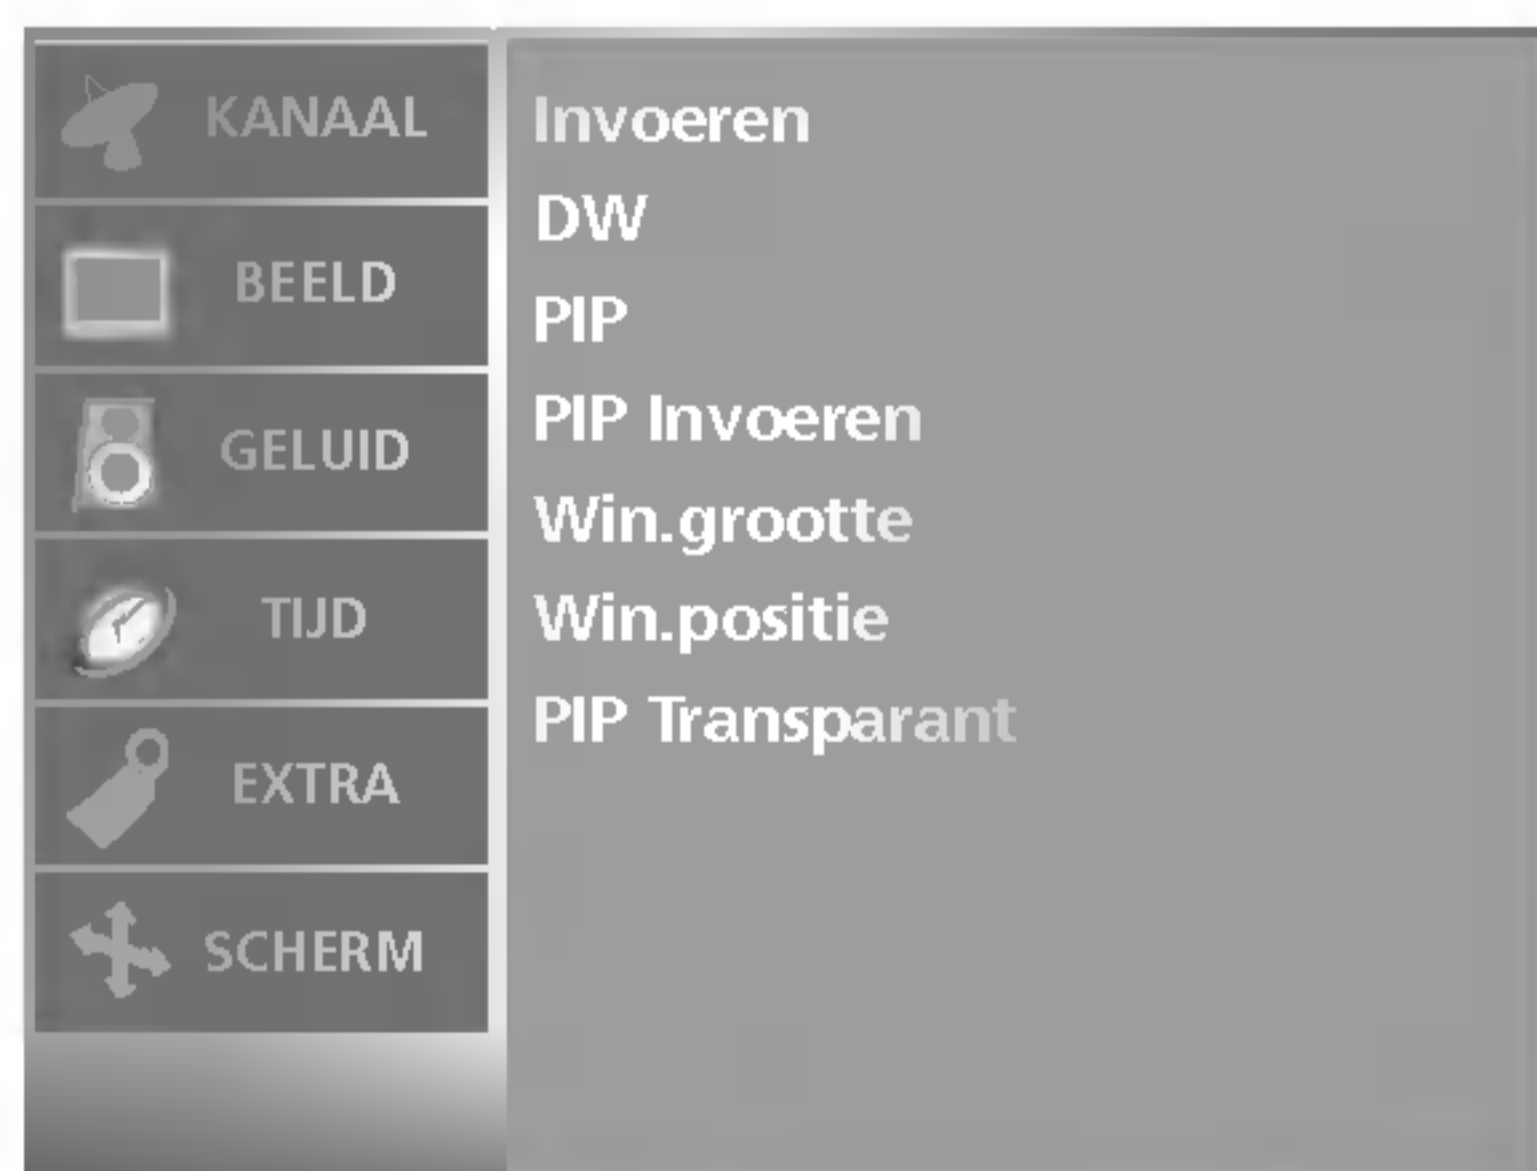 KANAAL
BEELD
GELUID
TIJD
EXTRA
SCHERM
Invoeren
DW
PIP
PIP Invoeren
Win.grootte
Win.positie
PIP Transparant